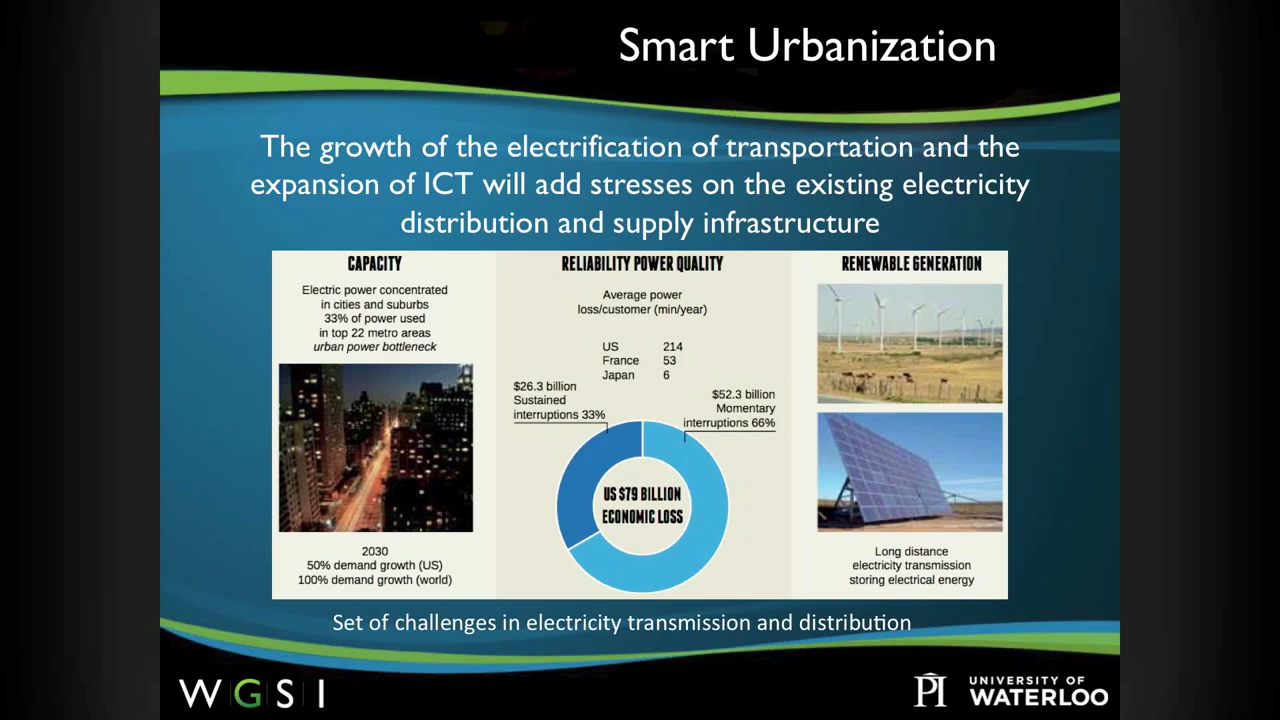 Smart Urbanization
The growth of the electrification of transportation and the
expansion of ICT will add stresses on the existing electricity
distribution and supply infrastructure
CAPACITY
Electric power concentrated
in cities and suburbs
33% of power used
in top 22 metro areas
urban power bottleneck
2030
50% demand growth (US)
100% demand growth (world)
RELIABILITY POWER QUALITY
Average power
loss/customer (min/year)
US 214
France 53
Japan 6
$26.3 billion
Sustained
interruptions 33%
$52.3 billion
Momentary
interruptions 66%
US $79 BILLION
ECONOMIC LOSS
RENEWABLE GENERATION
Long distance
electricity transmission
storing electrical energy
Set of challenges in electricity transmission and distribution
W G S I
PI
UNIVERSITY OF
WATERLOO